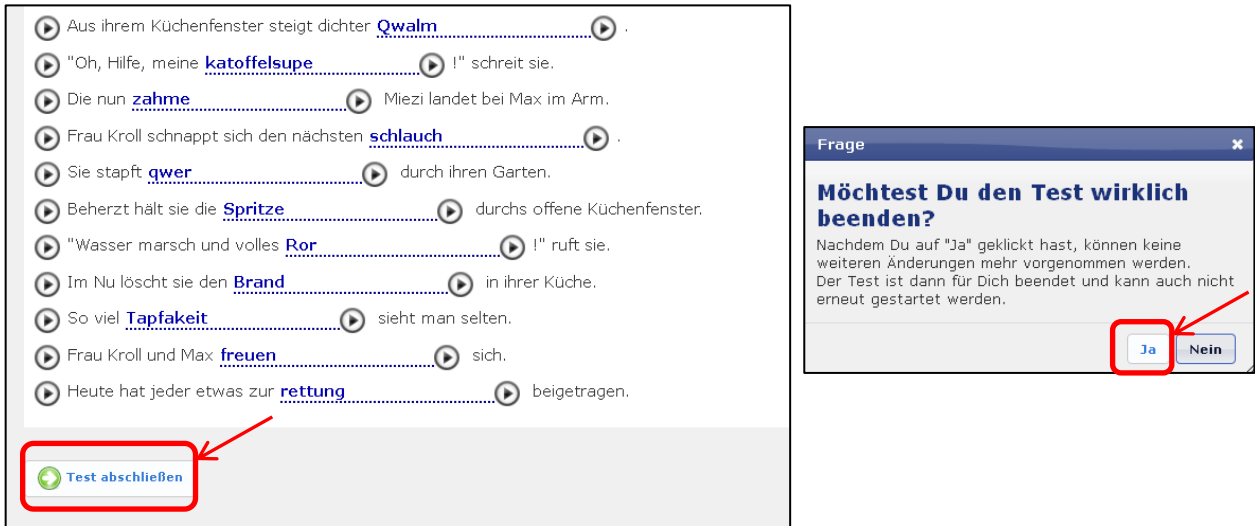 Aus ihrem Küchenfenster steigt dichter Qwalm .
"Oh, Hilfe, meine katoffelsupe !" schreit sie.
Die nun zahme Miezi landet bei Max im Arm.
Frau Kroll schnappt sich den nächsten schlauch .
Sie stapft qwer durch ihren Garten.
Beherzt hält sie die Spritze durchs offene Küchenfenster.
"Wasser marsch und volles Ror !" ruft sie.
Im Nu löscht sie den Brand in ihrer Küche.
So viel Tapfakeit sieht man selten.
Frau Kroll und Max freuen sich.
Heute hat jeder etwas zur rettung beigetragen.
Test abschließen
Frage
Möchtest Du den Test wirklich
beenden?
Nachdem Du auf "Ja" geklickt hast, können keine
weiteren Änderungen mehr vorgenommen werden.
Der Test ist dann für Dich beendet und kann auch nicht
erneut gestartet werden.
Ja Nein